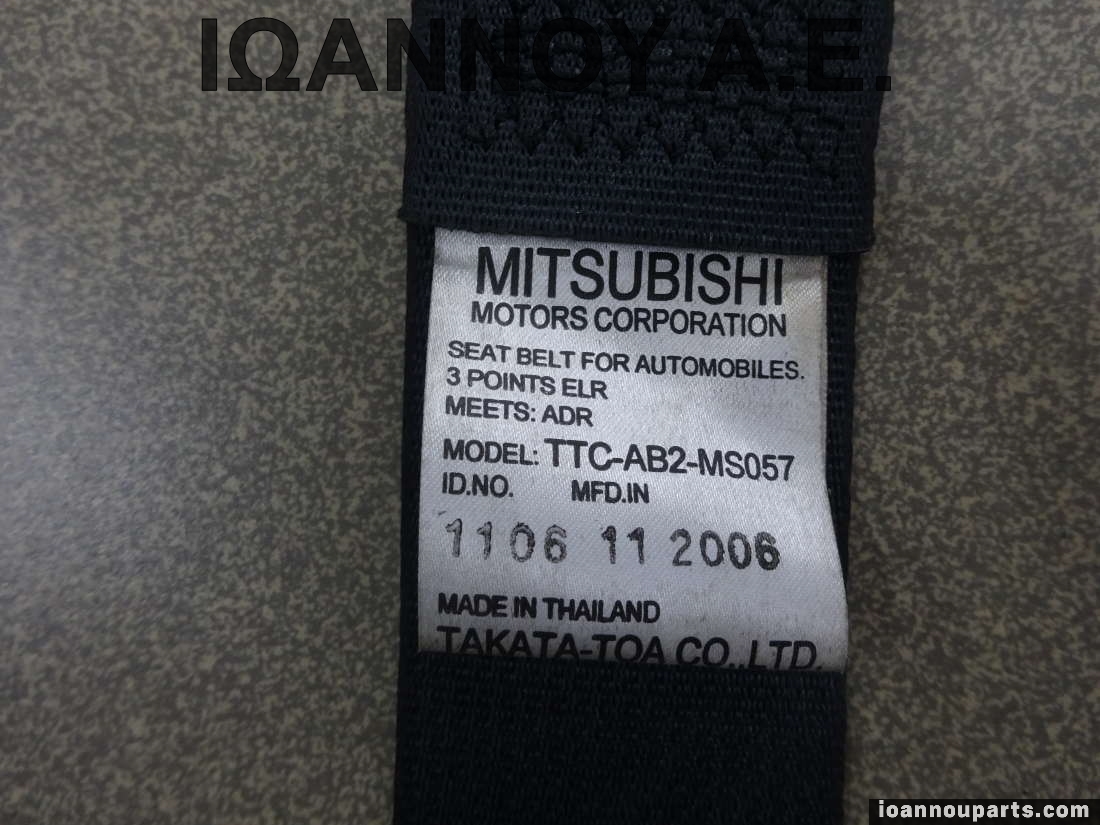 ΙΩΑΝΝΟΥ Α.Ε.
MITSUBISHI
MOTORS CORPORATION
SEAT BELT FOR AUTOMOBILES.
3 POINTS ELR
MEETS: ADR
MODEL: TTC-AB2-MS057
ID.NO. MFD.IN
1106 11 2006
MADE IN THAILAND
TAKATA-TOA CO.,LTD.
ioannouparts.com